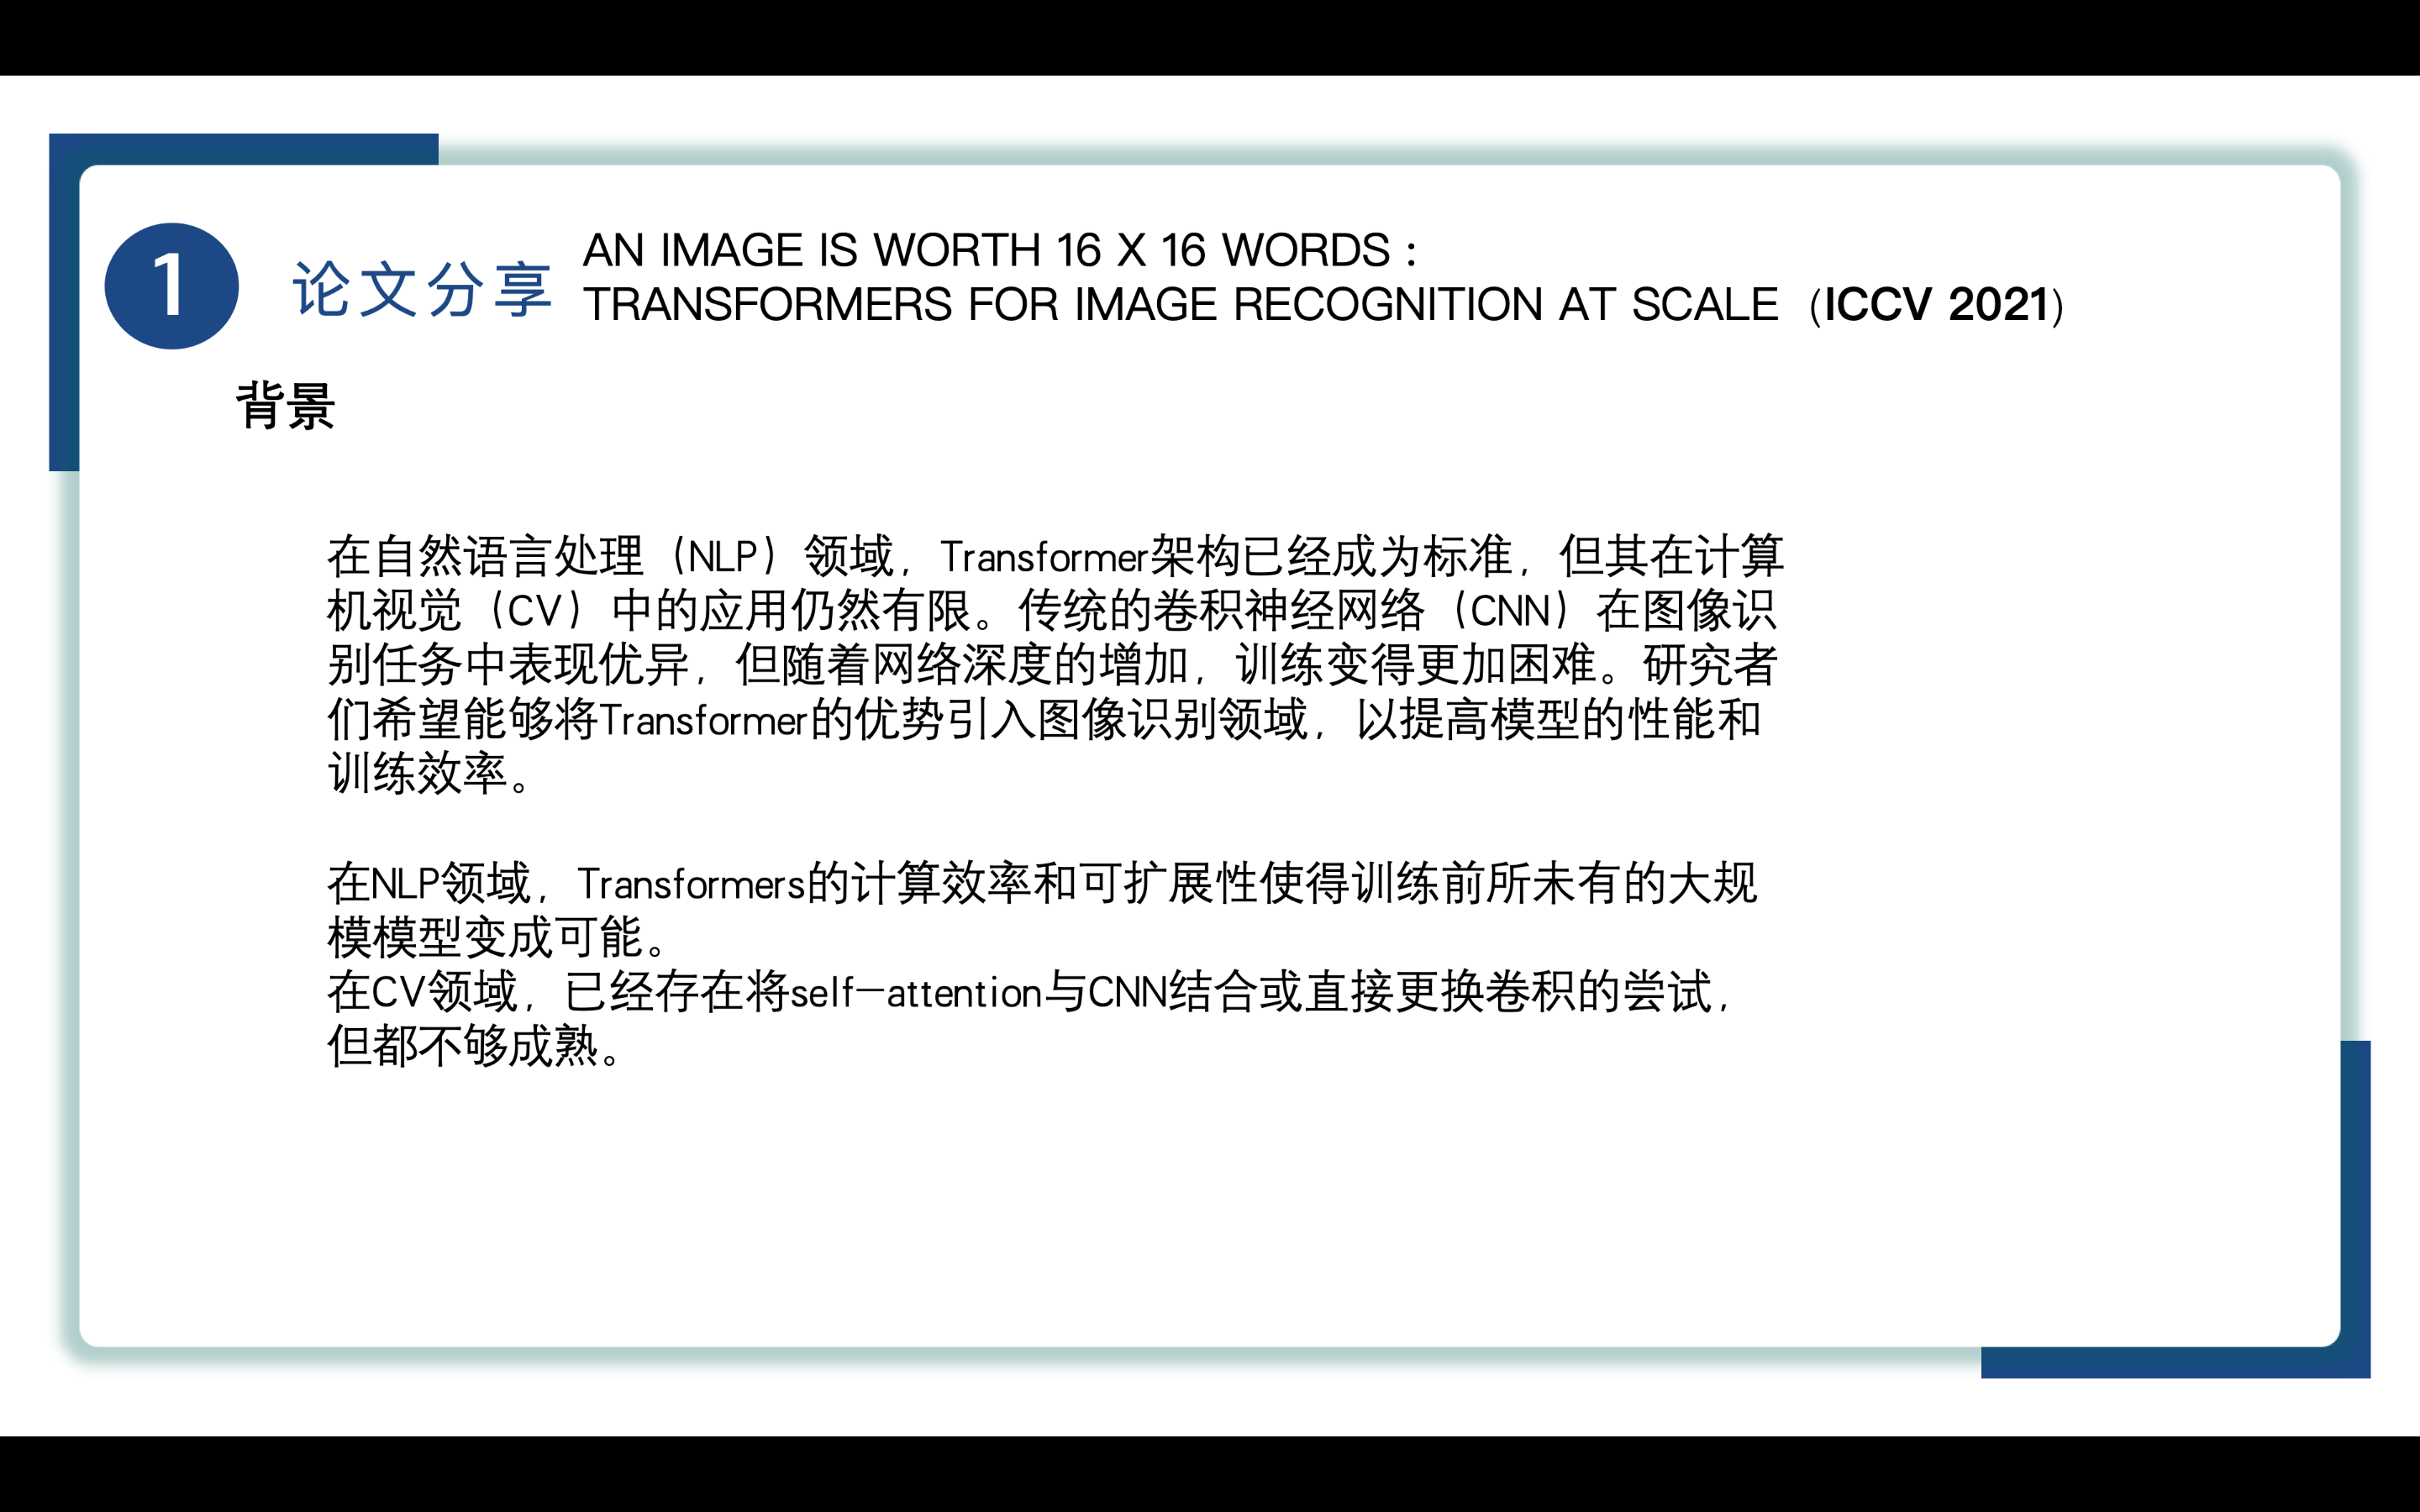 1
论文分享
AN IMAGE IS WORTH 16 X 16 WORDS :
TRANSFORMERS FOR IMAGE RECOGNITION AT SCALE（ICCV 2021）
背景
在自然语言处理（NLP）领域，Transformer架构已经成为标准，但其在计算
机视觉（CV）中的应用仍然有限。传统的卷积神经网络（CNN）在图像识
别任务中表现优异，但随着网络深度的增加，训练变得更加困难。研究者
们希望能够将Transformer的优势引入图像识别领域，以提高模型的性能和
训练效率。
在NLP领域，Transformers的计算效率和可扩展性使得训练前所未有的大规
模模型变成可能。
在CV领域，已经存在将self-attention与CNN结合或直接更换卷积的尝试，
但都不够成熟。